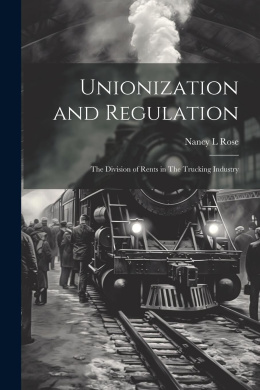 Unionization
and Regulation
Nancy L Rose
The Division of Rents in The Trucking Industry